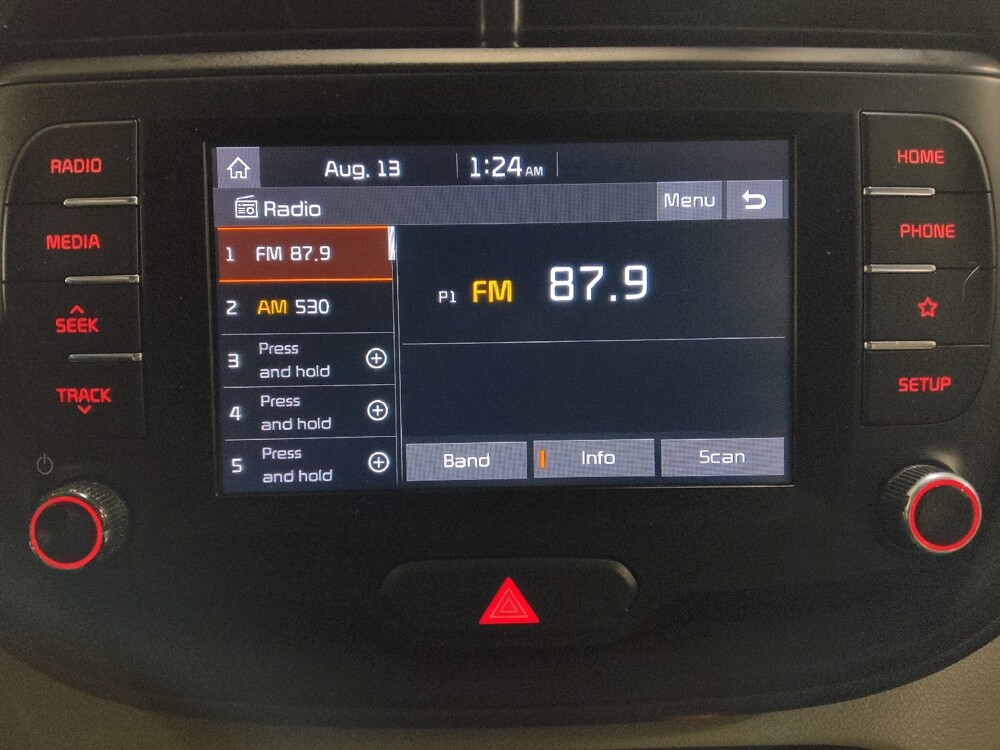 Aug. 13 1:24 AM
Radio Menu
1 FM 87.9
2 AM 530
3 Press
and hold
4 Press
and hold
5 Press
and hold
P1 FM 87.9
Band Info Scan
RADIO
MEDIA
SEEK
TRACK
HOME
PHONE
SETUP